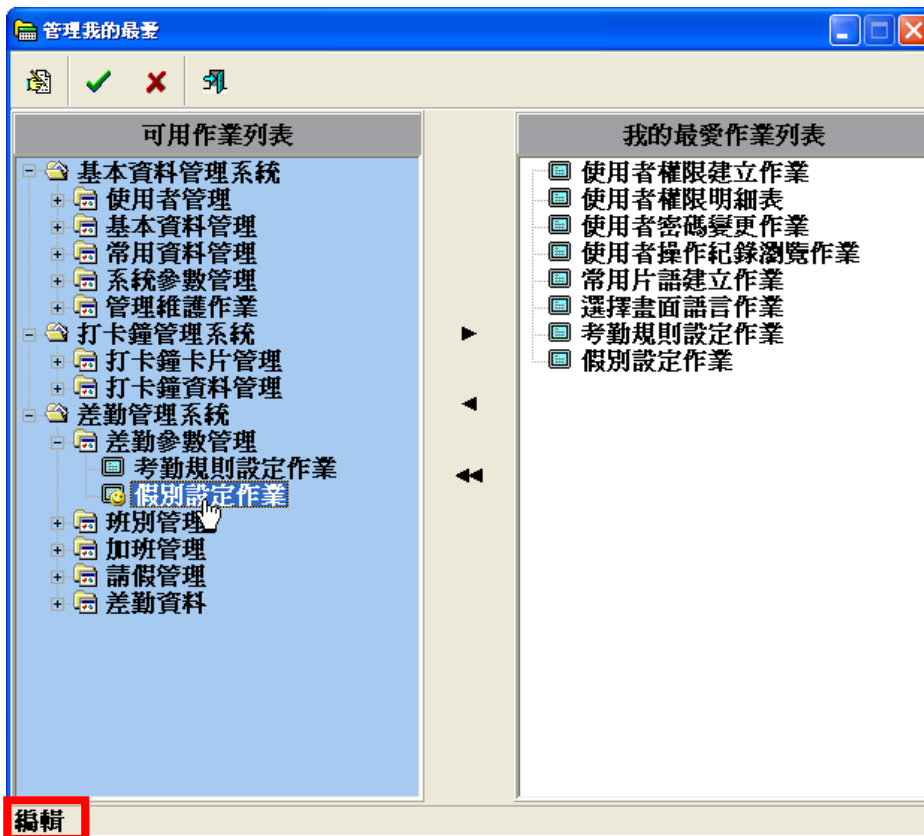 管理我的最愛
可用作業列表
基本資料管理系統
使用者管理
基本資料管理
常用資料管理
系統參數管理
管理維護作業
打卡鐘管理系統
打卡鐘卡片管理
打卡鐘資料管理
差勤管理系統
差勤參數管理
考勤規則設定作業
假別設定作業
班別管理
加班管理
請假管理
差勤資料
我的最愛作業列表
使用者權限建立作業
使用者權限明細表
使用者密碼變更作業
使用者操作紀錄瀏覽作業
常用片語建立作業
選擇畫面語言作業
考勤規則設定作業
假別設定作業
編輯